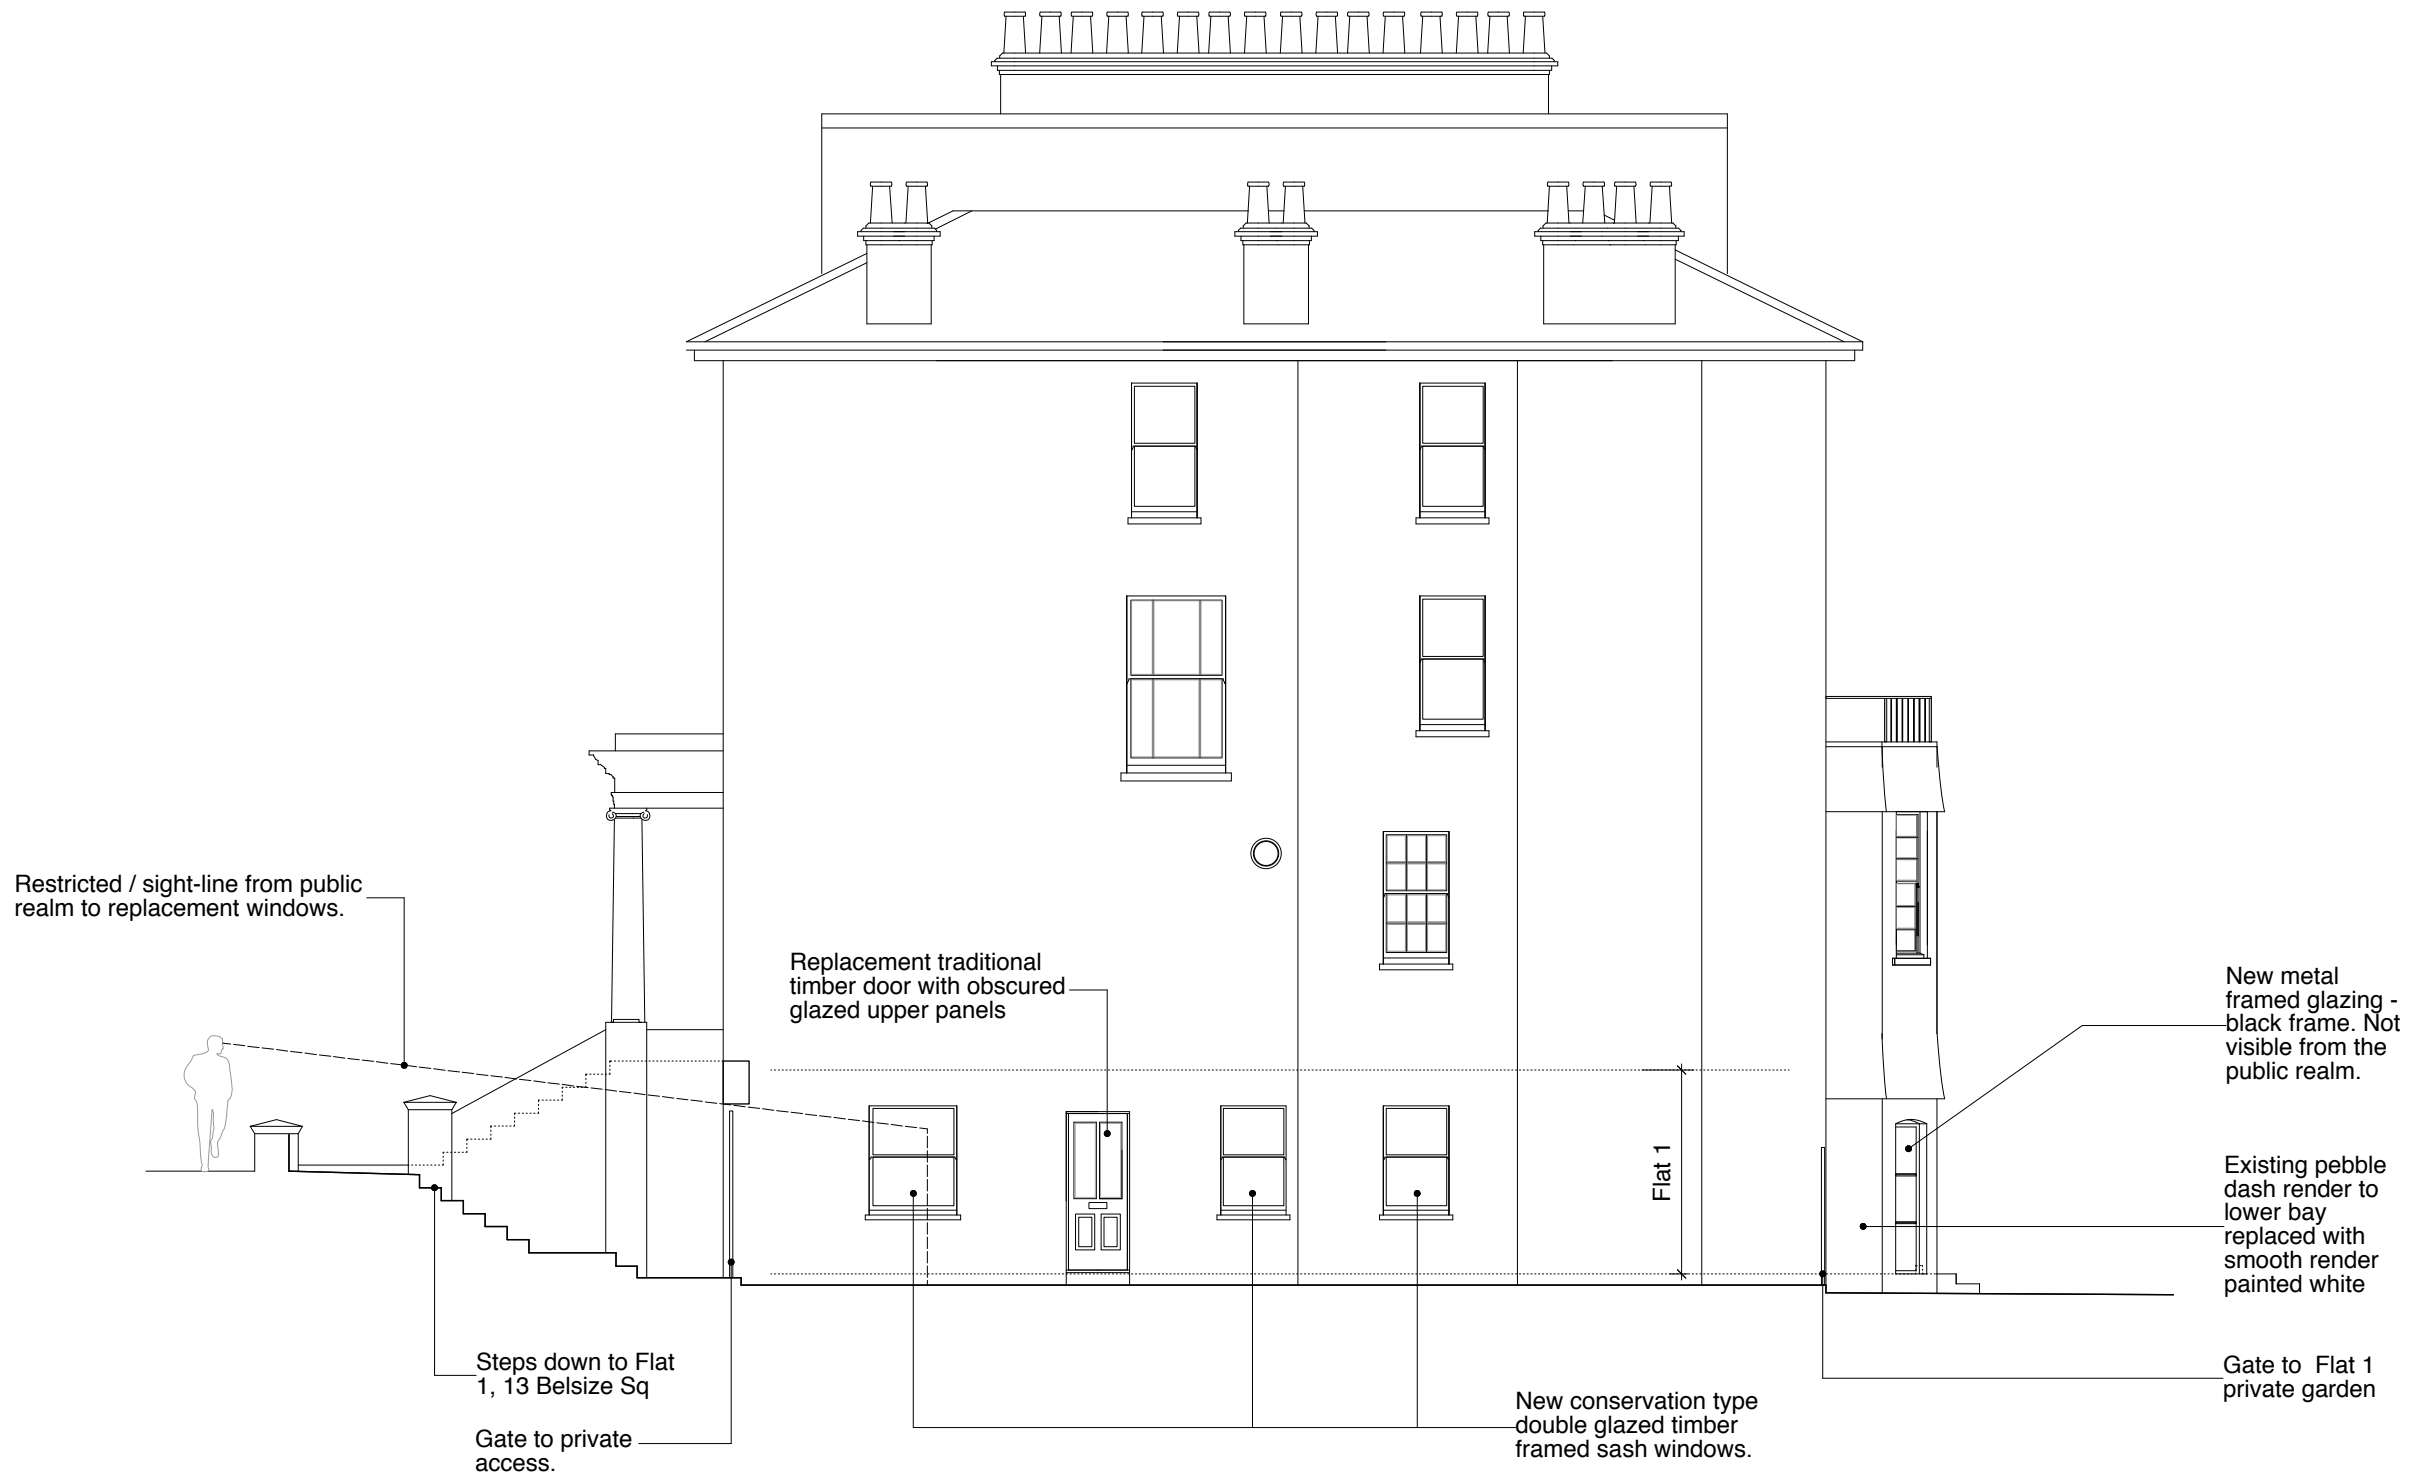 Restricted / sight-line from public
realm to replacement windows.
Replacement traditional
timber door with obscured
glazed upper panels
New metal
framed glazing -
black frame. Not
visible from the
public realm.
Flat 1
Existing pebble
dash render to
lower bay
replaced with
smooth render
painted white
Steps down to Flat
1, 13 Belsize Sq
Gate to Flat 1
private garden
New conservation type
double glazed timber
framed sash windows.
Gate to private
access.